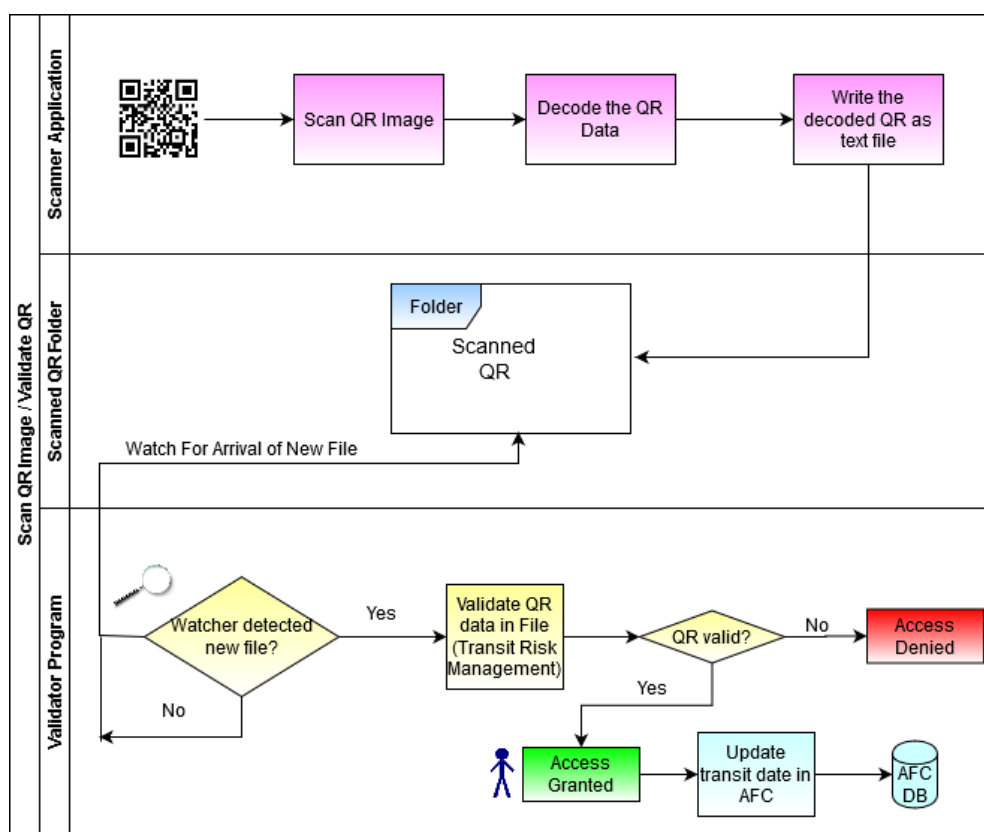 Scan QR Image / Validate QR
Scanner Application
Scan QR Image
Decode the QR
Data
Write the
decoded QR as
text file
Scanned QR Folder
Folder
Scanned
QR
Watch For Arrival of New File
Validator Program
Watcher detected
new file?
Yes
No
Validate QR
data in File
(Transit Risk
Management)
QR valid?
No
Access
Denied
Yes
Access
Granted
Update
transit date in
AFC
AFC
DB